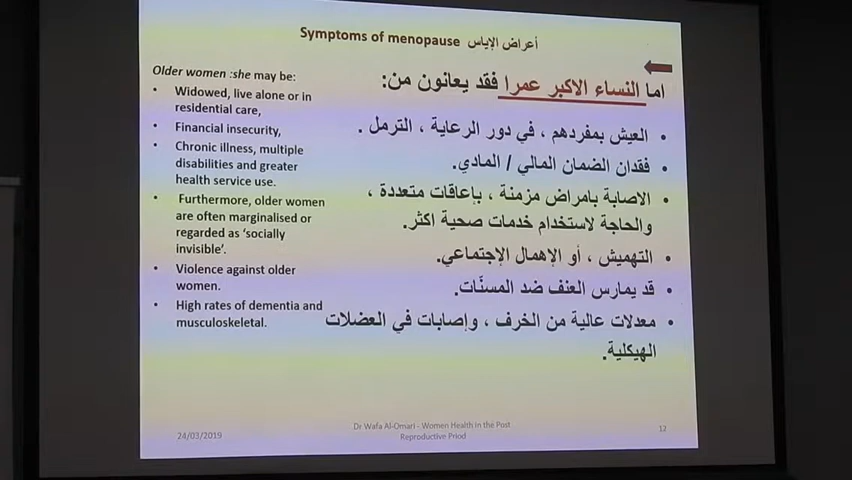 Symptoms of menopause أعراض الإياس
Older women :she may be:
• Widowed, live alone or in
residential care,
• Financial insecurity,
• Chronic illness, multiple
disabilities and greater
health service use.
• Furthermore, older women
are often marginalised or
regarded as ‘socially
invisible’.
• Violence against older
women.
• High rates of dementia and
musculoskeletal.
اما النساء الاكبر عمرا فقد يعانون من:
• العيش بمفردهم ، في دور الرعاية ، الترمل .
• فقدان الضمان المالي / المادي.
• الاصابة بامراض مزمنة ، بإعاقات متعددة ،
والحاجة لاستخدام خدمات صحية اكثر.
• التهميش ، أو الإهمال الإجتماعي.
• قد يمارس العنف ضد المسنّات.
• معدلات عالية من الخرف ، وإصابات في العضلات
الهيكلية.
24/03/2019
Dr Wafa Al-Omari - Women Health in the Post
Reproductive Priod
12